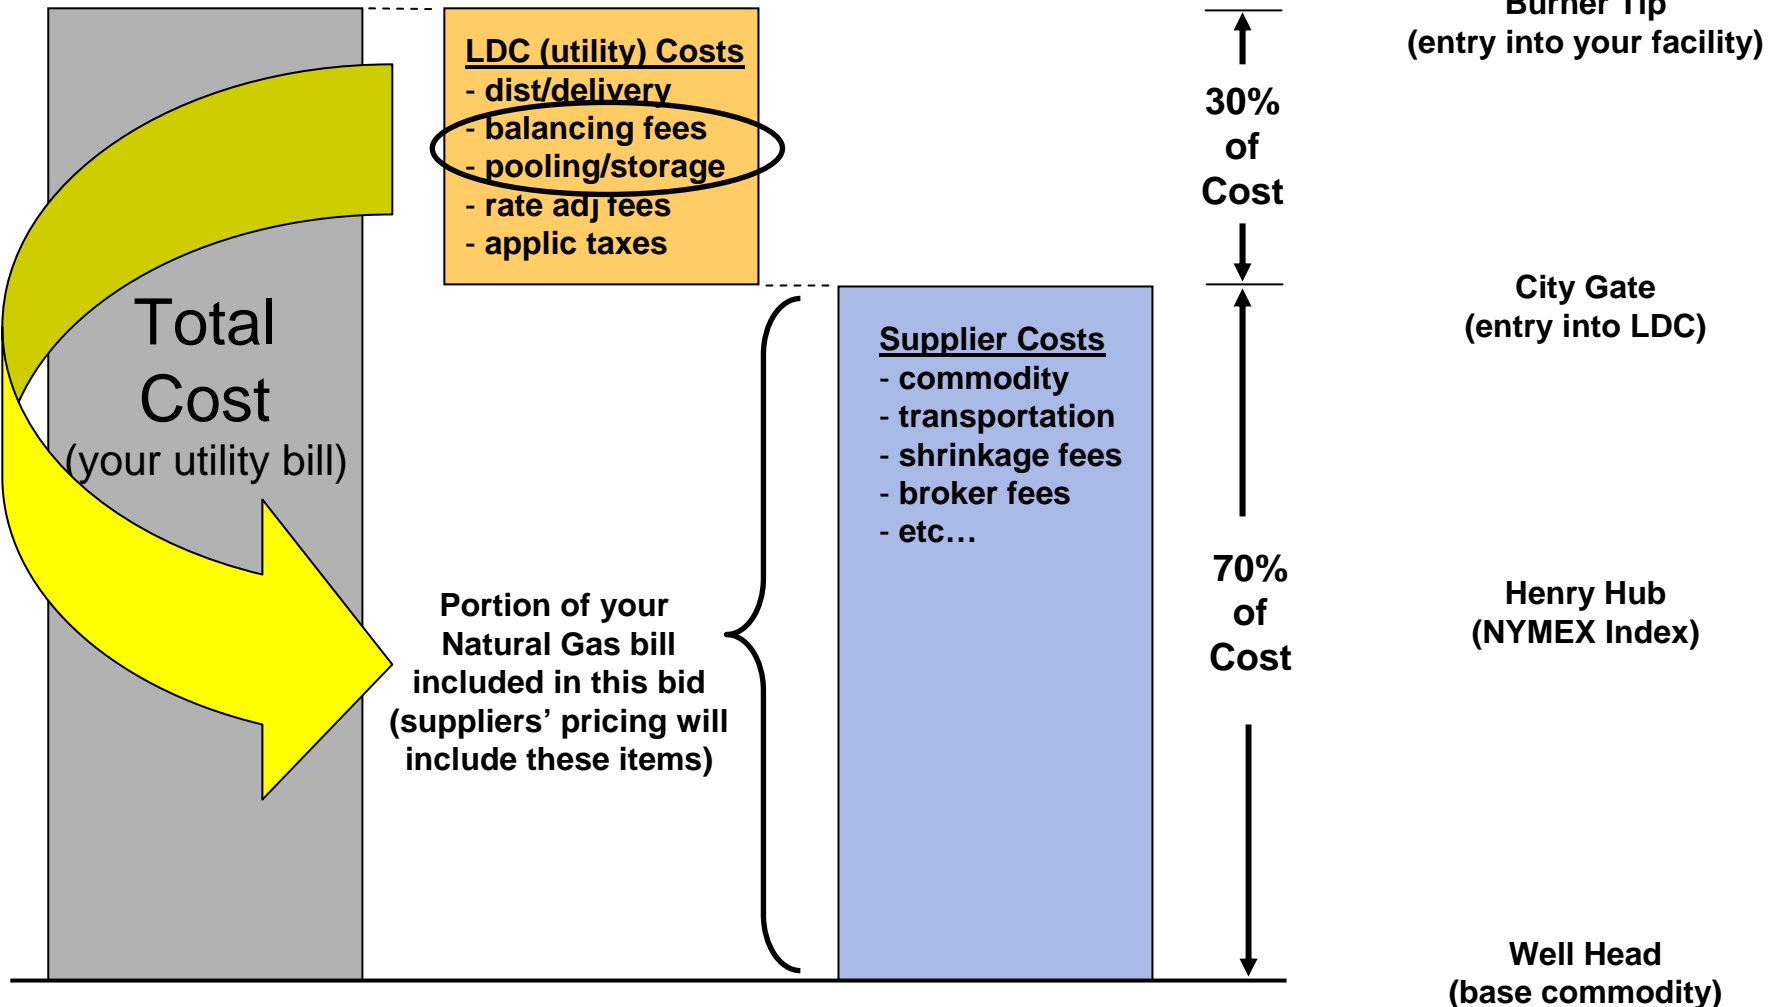 Burner Tip
(entry into your facility)
LDC (utility) Costs
- dist/delivery
- balancing fees
- pooling/storage
- rate adj fees
- applic taxes
30%
of
Cost
City Gate
(entry into LDC)
Total
Cost
(your utility bill)
Supplier Costs
- commodity
- transportation
- shrinkage fees
- broker fees
- etc…
Portion of your
Natural Gas bill
included in this bid
(suppliers’ pricing will
include these items)
70%
of
Cost
Henry Hub
(NYMEX Index)
Well Head
(base commodity)